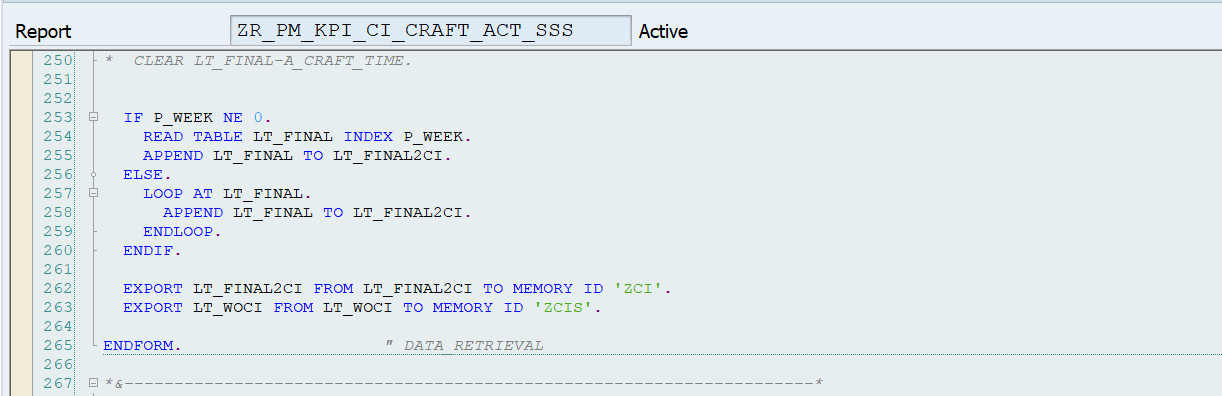 Report ZR_PM_KPI_CI_CRAFT_ACT_SSS Active
250 * CLEAR LT_FINAL-A_CRAFT_TIME.
251
252
253 IF P_WEEK NE 0.
254 READ TABLE LT_FINAL INDEX P_WEEK.
255 APPEND LT_FINAL TO LT_FINAL2CI.
256 ELSE.
257 LOOP AT LT_FINAL.
258 APPEND LT_FINAL TO LT_FINAL2CI.
259 ENDLOOP.
260 ENDIF.
261
262 EXPORT LT_FINAL2CI FROM LT_FINAL2CI TO MEMORY ID 'ZCI'.
263 EXPORT LT_WOCI FROM LT_WOCI TO MEMORY ID 'ZCIS'.
264
265 ENDFORM. " DATA_RETRIEVAL
266
267 *&---------------------------------------------------------------------*